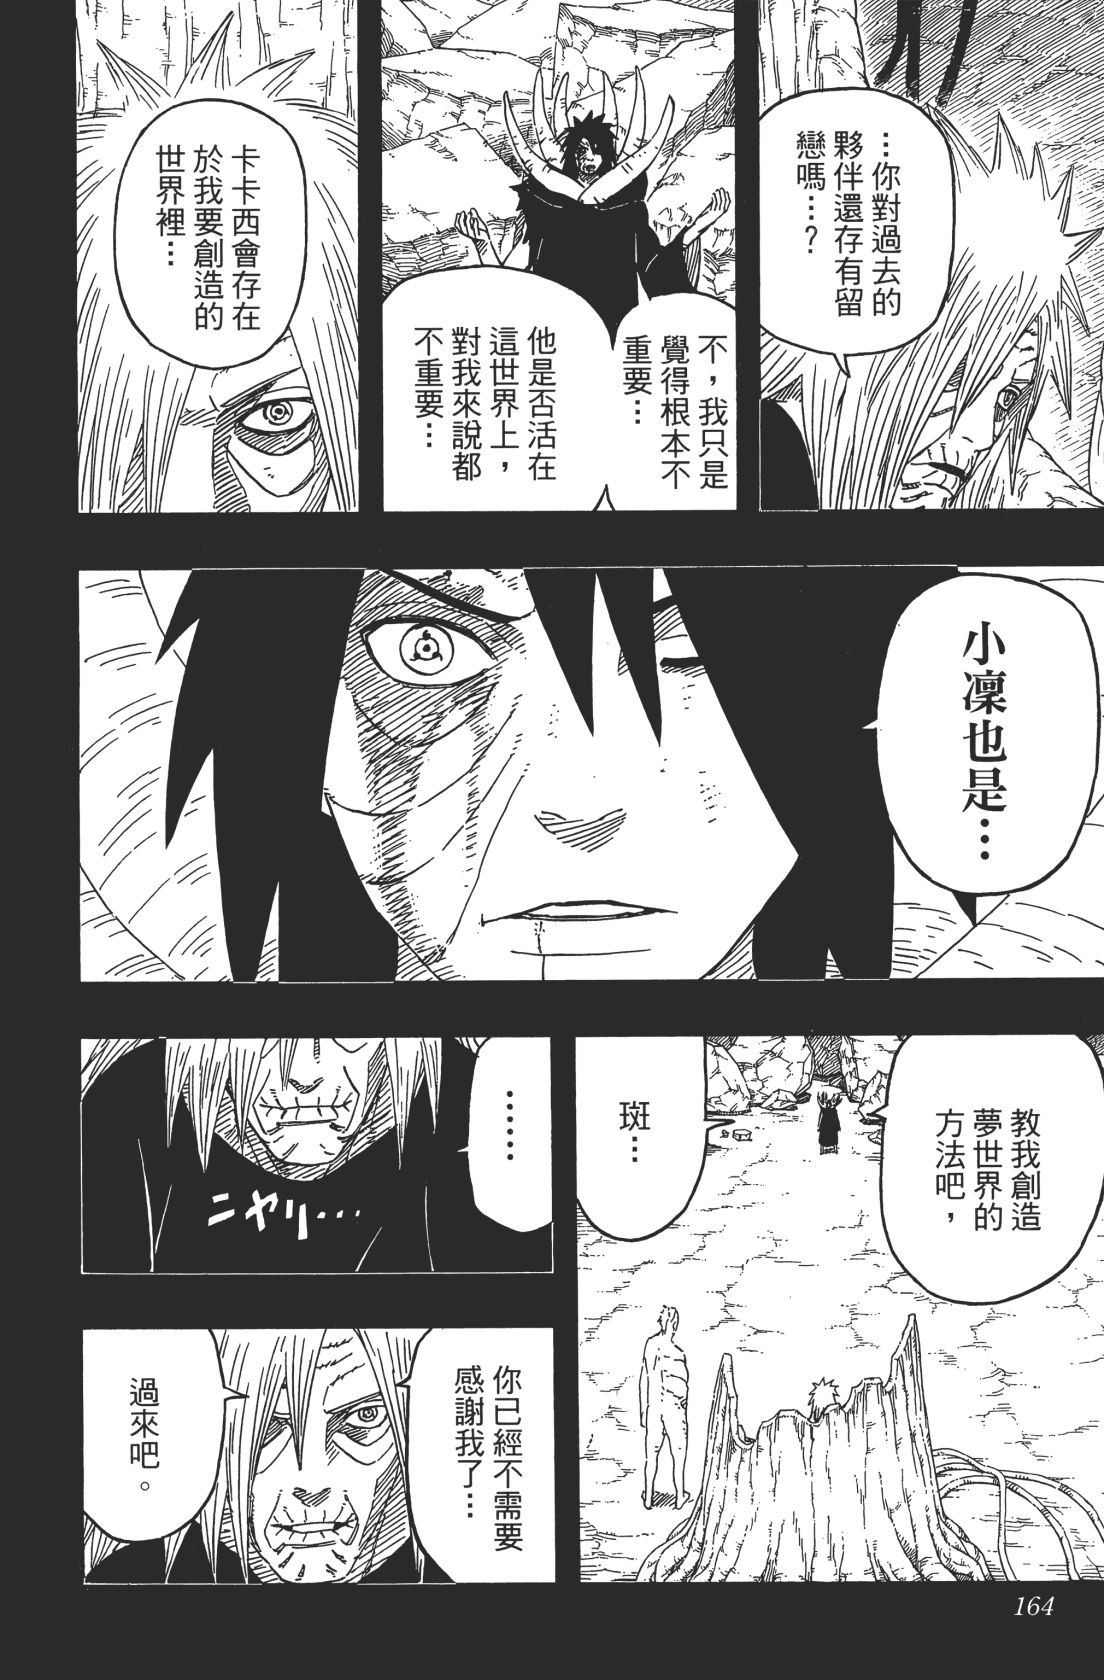 …你對過去的
夥伴還存有留
戀嗎…?
不，我只是
覺得根本不
重要…
他是否活在
這世界上，
對我來說都
不重要…
卡卡西會存在
於我要創造的
世界裡…
小凜也是…
教我創造
夢世界的
方法吧，
斑…
……
ニヤリ…
你已經不需要
感謝我了…
過來吧。
164